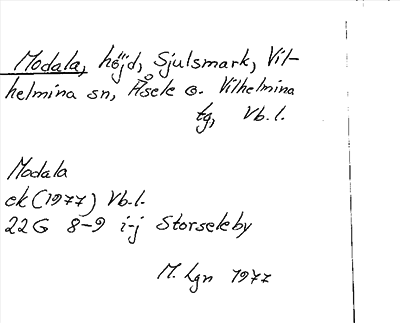 Modala, höjd, Sjulsmark, Vil-
helmina sn, Åsele o. Vilhelmina
tg, Vb.l.
Modala
ek (1977) Vb.l.
22G 8-9 i-j Storseleby
M. Lgn 1977